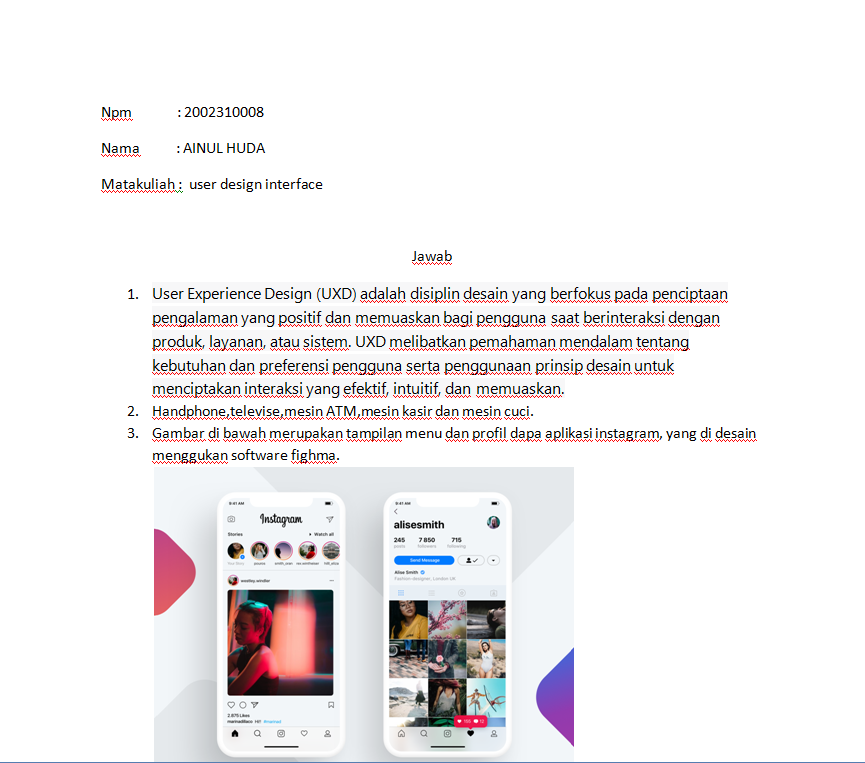 Npm : 2002310008
Nama : AINUL HUDA
Matakuliah : user design interface
Jawab
1. User Experience Design (UXD) adalah disiplin desain yang berfokus pada penciptaan
pengalaman yang positif dan memuaskan bagi pengguna saat berinteraksi dengan
produk, layanan, atau sistem. UXD melibatkan pemahaman mendalam tentang
kebutuhan dan preferensi pengguna serta penggunaan prinsip desain untuk
menciptakan interaksi yang efektif, intuitif, dan memuaskan.
2. Handphone,televise,mesin ATM,mesin kasir dan mesin cuci.
3. Gambar di bawah merupakan tampilan menu dan profil dapa aplikasi instagram, yang di desain
menggukan software fighma.
9:41 AM
Instagram
Stories Watch all
westley.windler
2.675 Likes
9:41 AM
alisesmith
245 7 850 715
posts followers following
Send Message
Alise Smith
Fashion designer, London UK